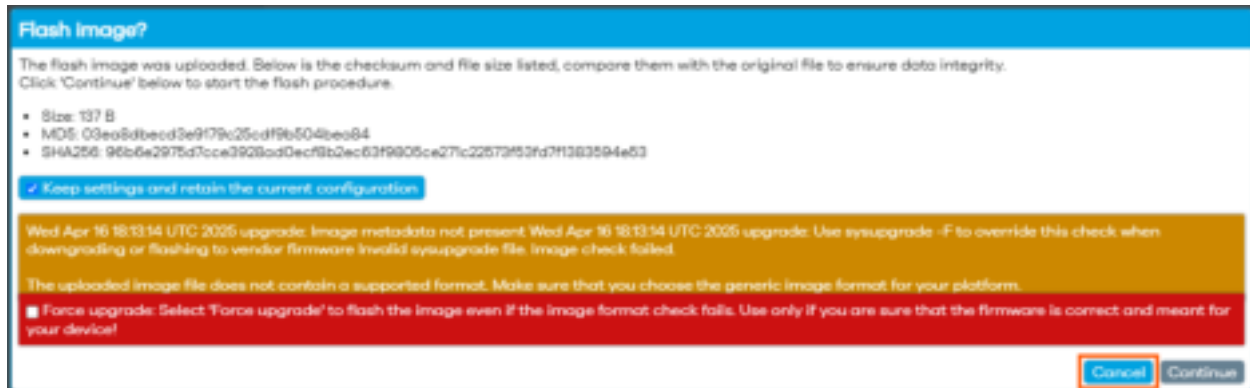 Flash image?
The flash image was uploaded. Below is the checksum and file size listed, compare them with the original file to ensure data integrity.
Click 'Continue' below to start the flash procedure.
Size: 137 B
MD5: 03ea8dbecd3e9179c25cdf9b504bea84
SHA256:
Keep settings and retain the current configuration
Wed Apr 16 18:13:14 UTC 2025 upgrade: Image metadata not present Wed Apr 16 18:13:14 UTC 2025 upgrade: Use sysupgrade -F to override this check when
downgrading or flashing to vendor firmware Invalid sysupgrade file. Image check failed.
The uploaded image file does not contain a supported format. Make sure that you choose the generic image format for your platform.
Force upgrade: Select 'Force upgrade' to flash the image even if the image format check fails. Use only if you are sure that the firmware is correct and meant for
your device!
Cancel Continue